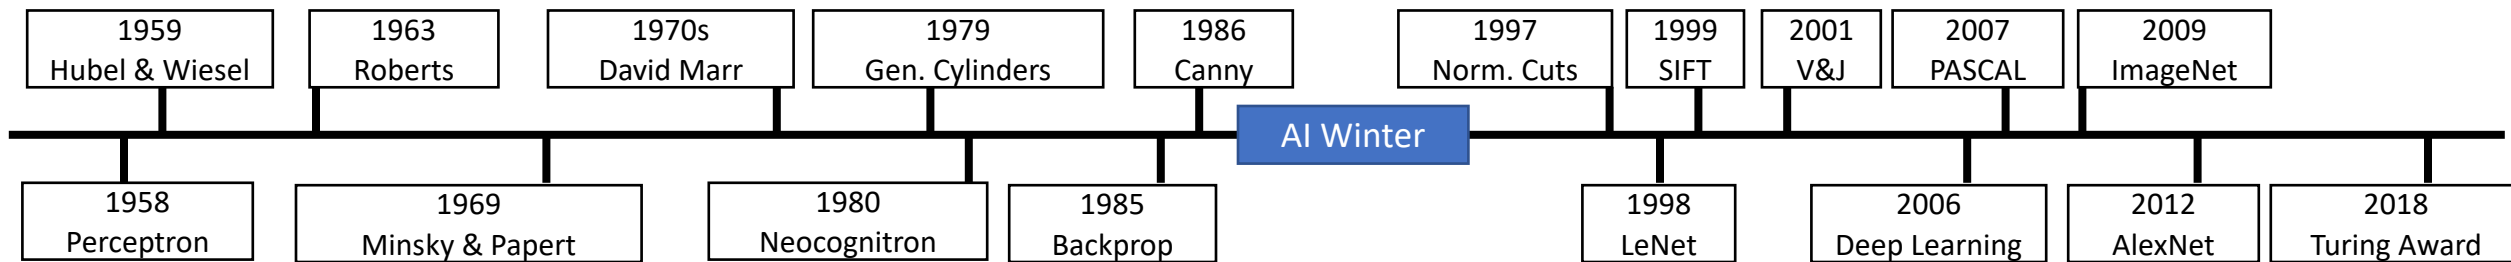 1959
Hubel & Wiesel
1963
Roberts
1970s
David Marr
1979
Gen. Cylinders
1986
Canny
1997
Norm. Cuts
1999
SIFT
2001
V&J
2007
PASCAL
2009
ImageNet
AI Winter
1958
Perceptron
1969
Minsky & Papert
1980
Neocognitron
1985
Backprop
1998
LeNet
2006
Deep Learning
2012
AlexNet
2018
Turing Award